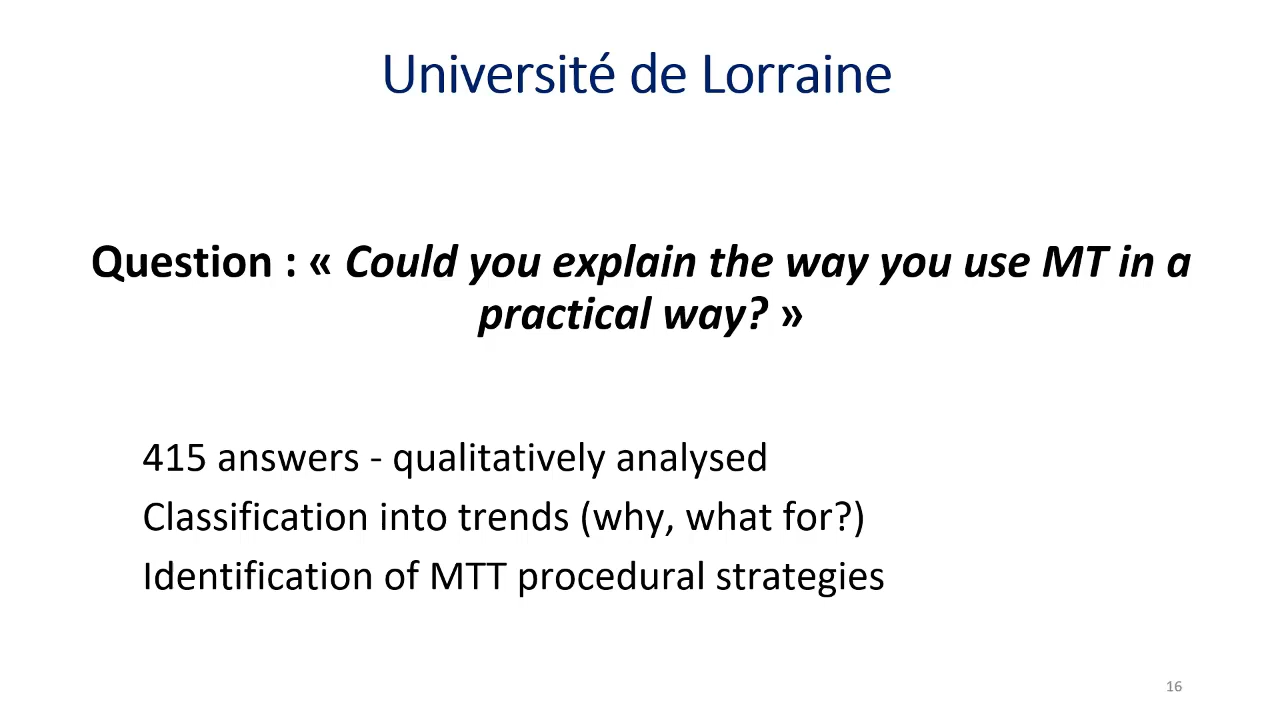 Université de Lorraine
Question : « Could you explain the way you use MT in a
practical way? »
415 answers - qualitatively analysed
Classification into trends (why, what for?)
Identification of MTT procedural strategies
16